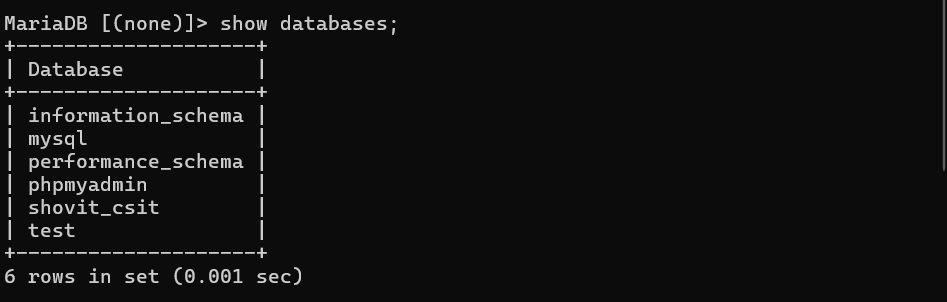 MariaDB [(none)]> show databases;
+--------------------+
| Database           |
+--------------------+
| information_schema |
| mysql              |
| performance_schema |
| phpmyadmin         |
| shovit_csit        |
| test               |
+--------------------+
6 rows in set (0.001 sec)